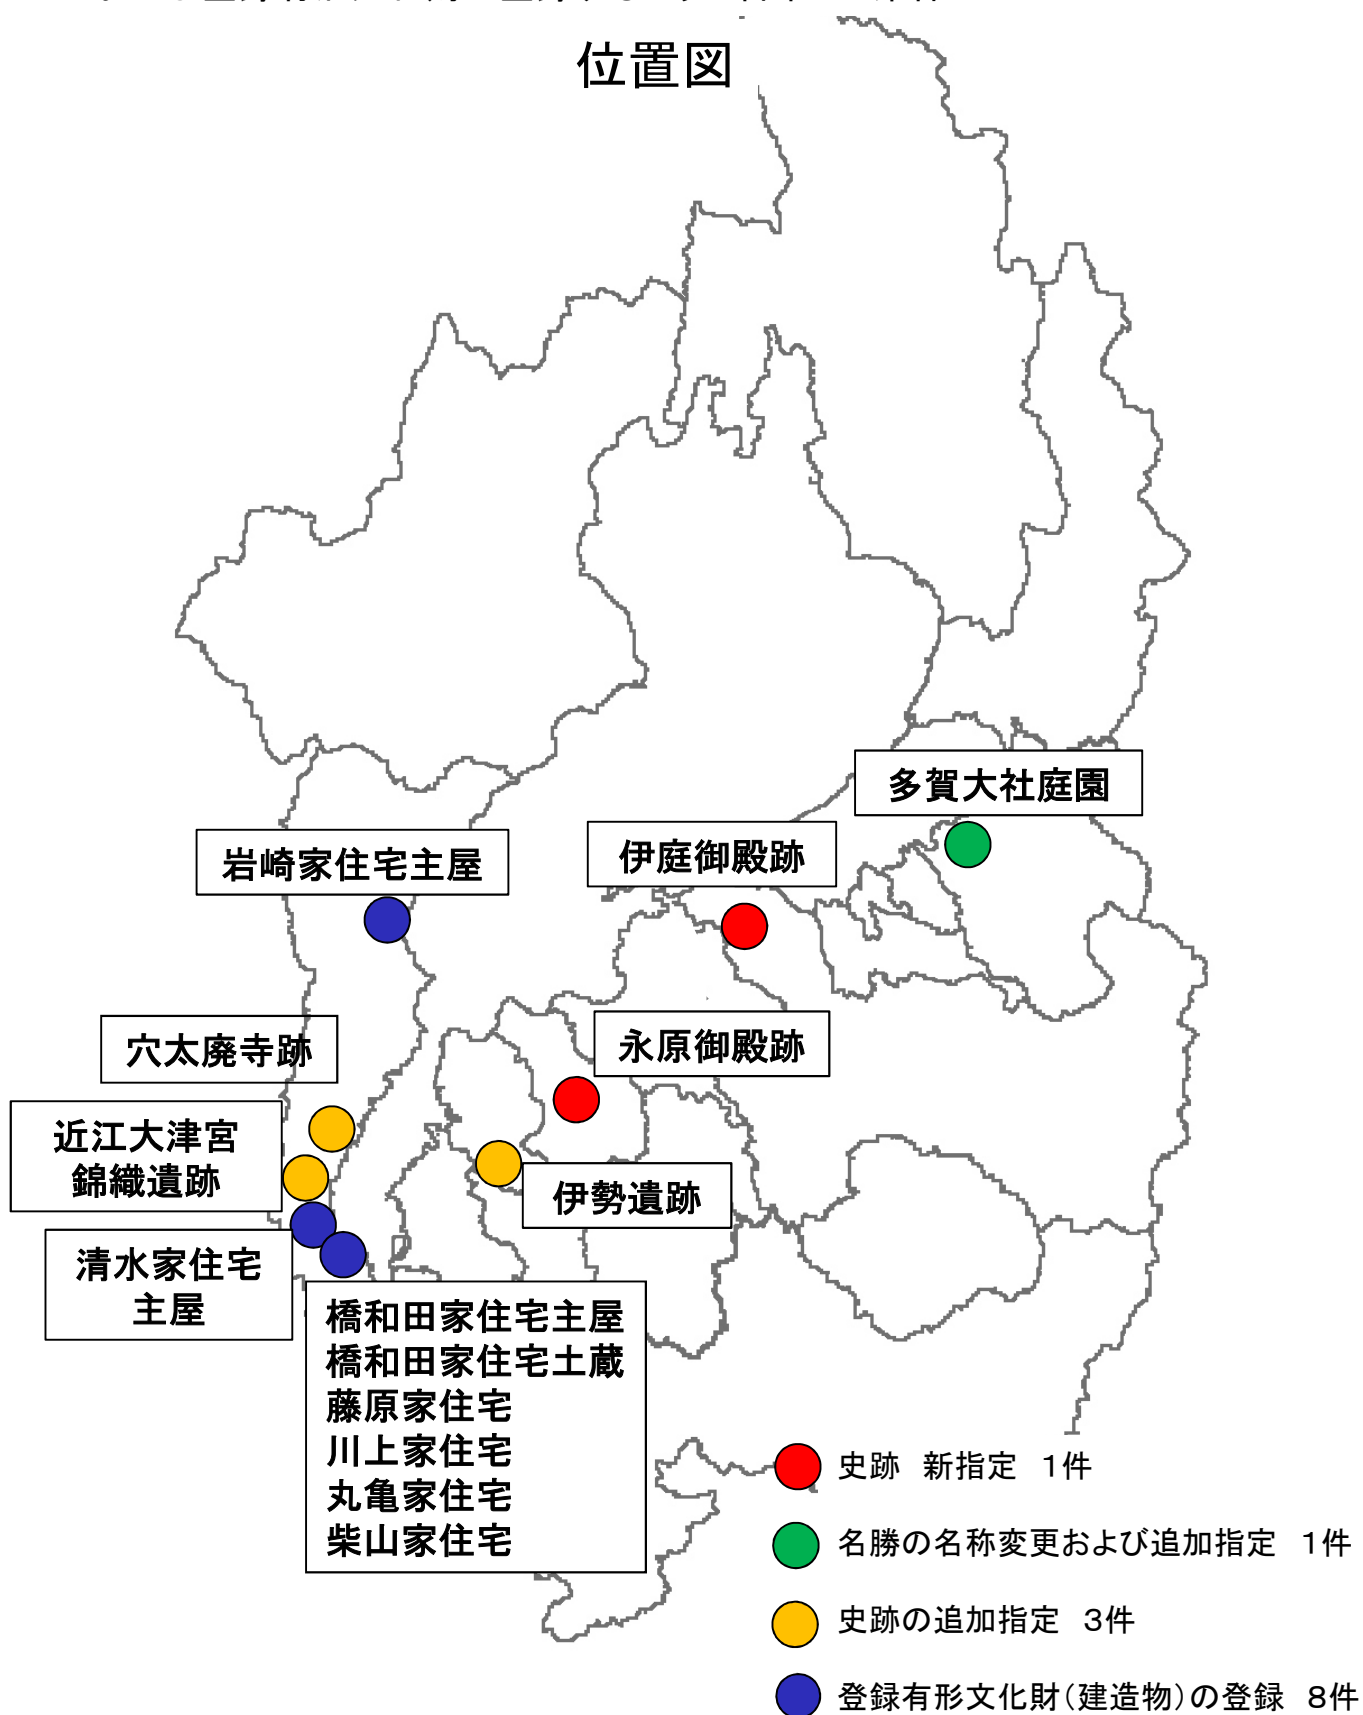 位置図
多賀大社庭園
岩崎家住宅主屋
伊庭御殿跡
穴太廃寺跡
永原御殿跡
近江大津宮
錦織遺跡
伊勢遺跡
清水家住宅
主屋
橋和田家住宅主屋
橋和田家住宅土蔵
藤原家住宅
川上家住宅
丸亀家住宅
柴山家住宅
史跡　新指定　1件
名勝の名称変更および追加指定　1件
史跡の追加指定　3件
登録有形文化財（建造物）の登録　8件